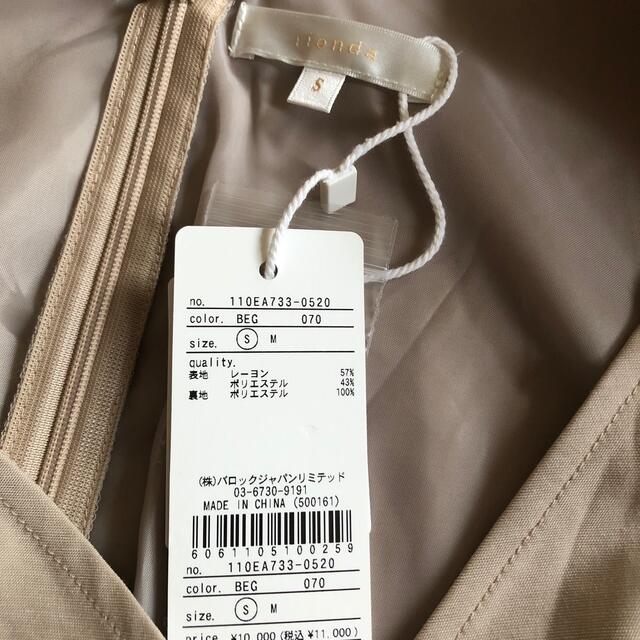 rienda
S
no. 110EA733-0520
color. BEG 070
size. S M
quality.
表地 レーヨン 57%
ポリエステル 43%
裏地 ポリエステル 100%
(株)バロックジャパンリミテッド
03-6730-9191
MADE IN CHINA (500161)
6061105100259
no. 110EA733-0520
color. BEG 070
size. S M
price ¥10,000(税込 ¥11,000)